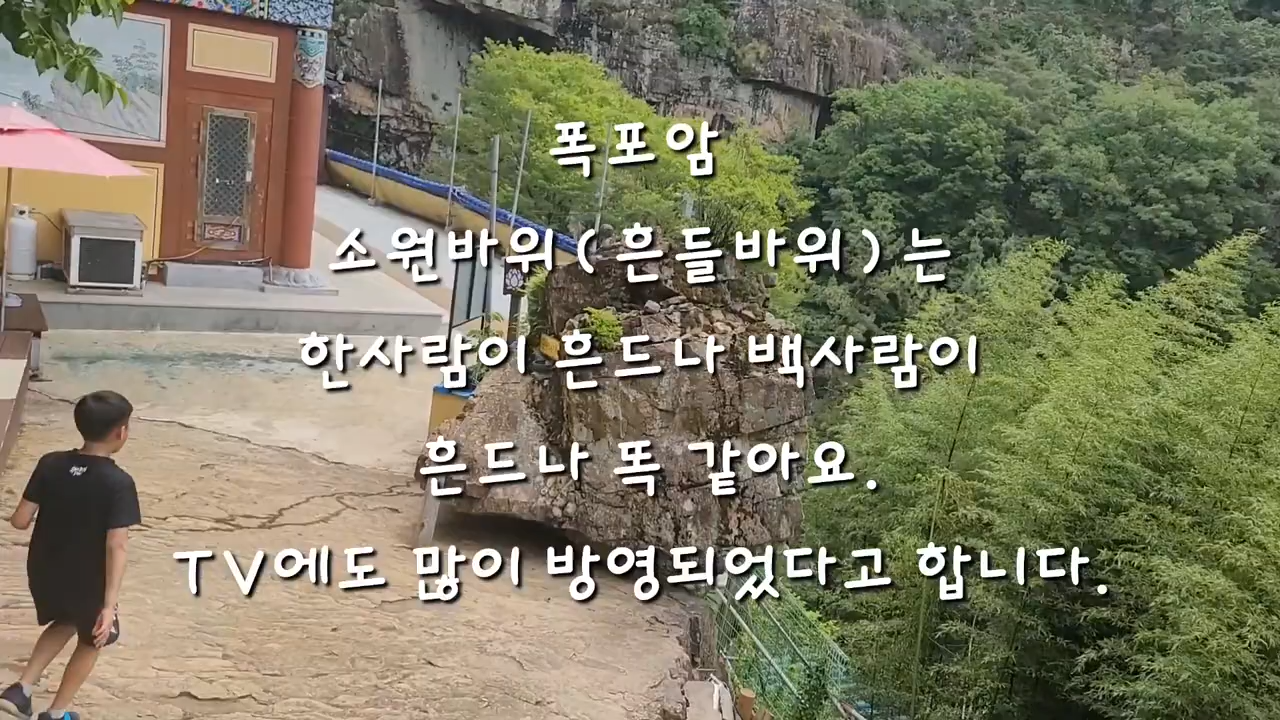 폭포암
소원바위(흔들바위)는
한사람이 흔드나 백사람이
흔드나 똑 같아요.
TV에도 많이 방영되었다고 합니다.